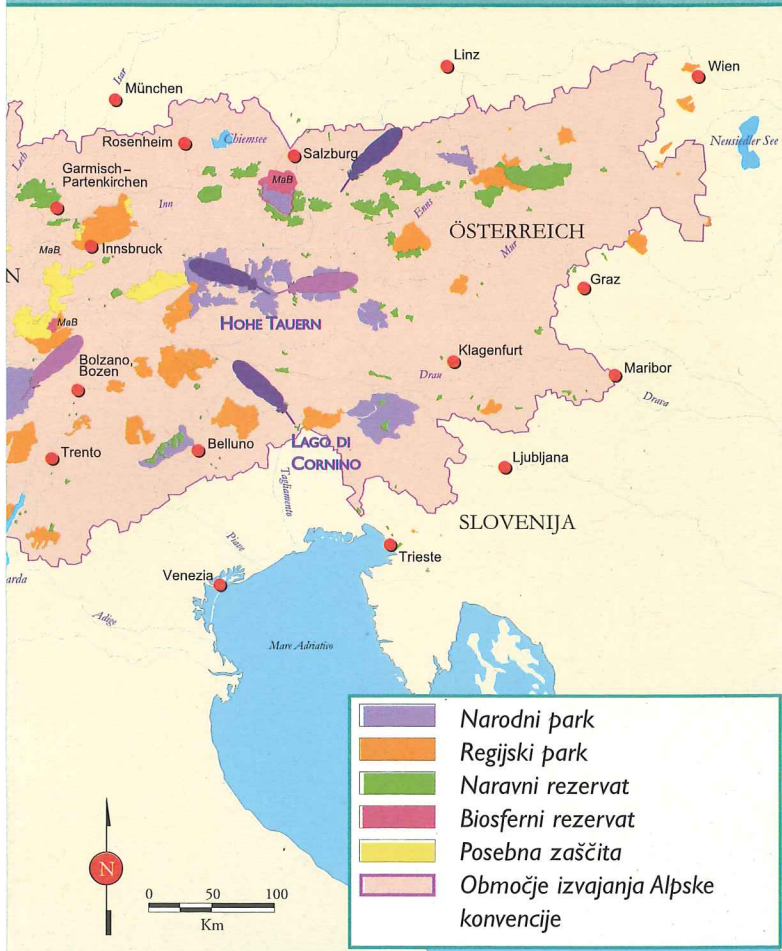 Linz
Wien
Isar
München
Rosenheim
Chiemsee
Salzburg
Neusiedler See
Lech
Garmisch–
Partenkirchen
Inn
MaB
Enns
ÖSTERREICH
MaB
Innsbruck
Mur
N
Graz
HOHE TAUERN
MaB
Bolzano,
Bozen
Klagenfurt
Drau
Maribor
Drava
Trento
Belluno
LAGO DI
CORNINO
Ljubljana
Tagliamento
SLOVENIJA
Piave
Trieste
Venezia
arda
Adige
Mare Adriatico
Narodni park
Regijski park
Naravni rezervat
Biosferni rezervat
Posebna zaščita
Območje izvajanja Alpske
konvencije
N
0 50 100
Km